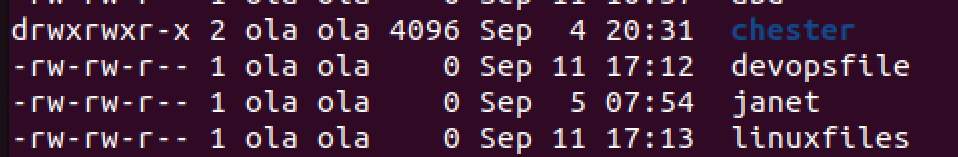 drwxrwxr-x 2 ola ola 4096 Sep  4 20:31 chester
-rw-rw-r-- 1 ola ola    0 Sep 11 17:12 devopsfile
-rw-rw-r-- 1 ola ola    0 Sep  5 07:54 janet
-rw-rw-r-- 1 ola ola    0 Sep 11 17:13 linuxfiles